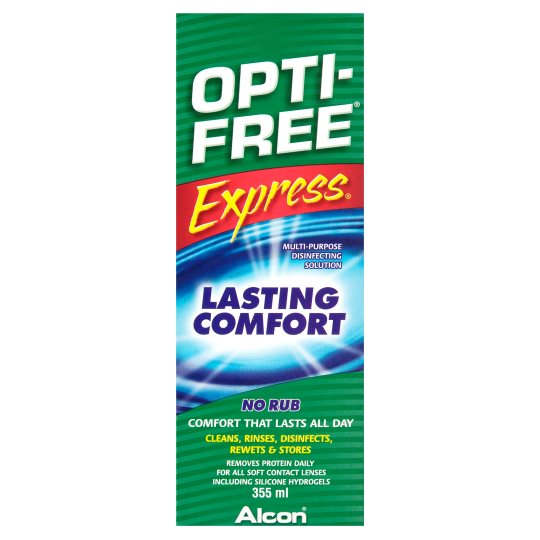 OPTI-
FREE®
Express®
MULTI-PURPOSE
DISINFECTING
SOLUTION
LASTING
COMFORT
NO RUB
COMFORT THAT LASTS ALL DAY
CLEANS, RINSES, DISINFECTS,
REWETS & STORES
REMOVES PROTEIN DAILY
FOR ALL SOFT CONTACT LENSES
INCLUDING SILICONE HYDROGELS
355 ml
Alcon®